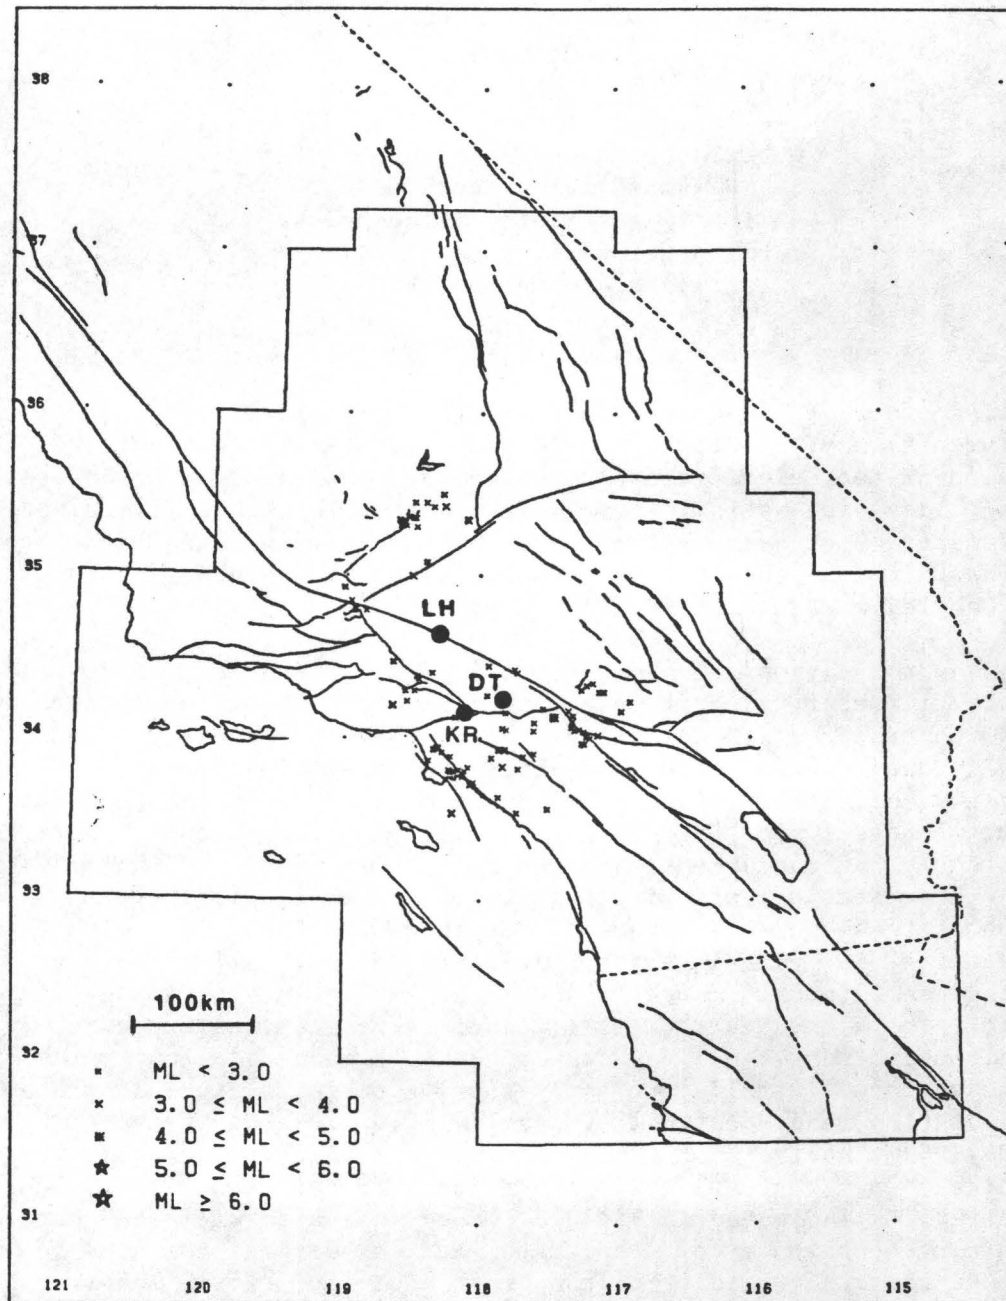 38
37
36
35
LH
DT
34
KR
33
100km
32
ML < 3.0
3.0 ≤ ML < 4.0
4.0 ≤ ML < 5.0
5.0 ≤ ML < 6.0
ML ≥ 6.0
31
121 120 119 118 117 116 115